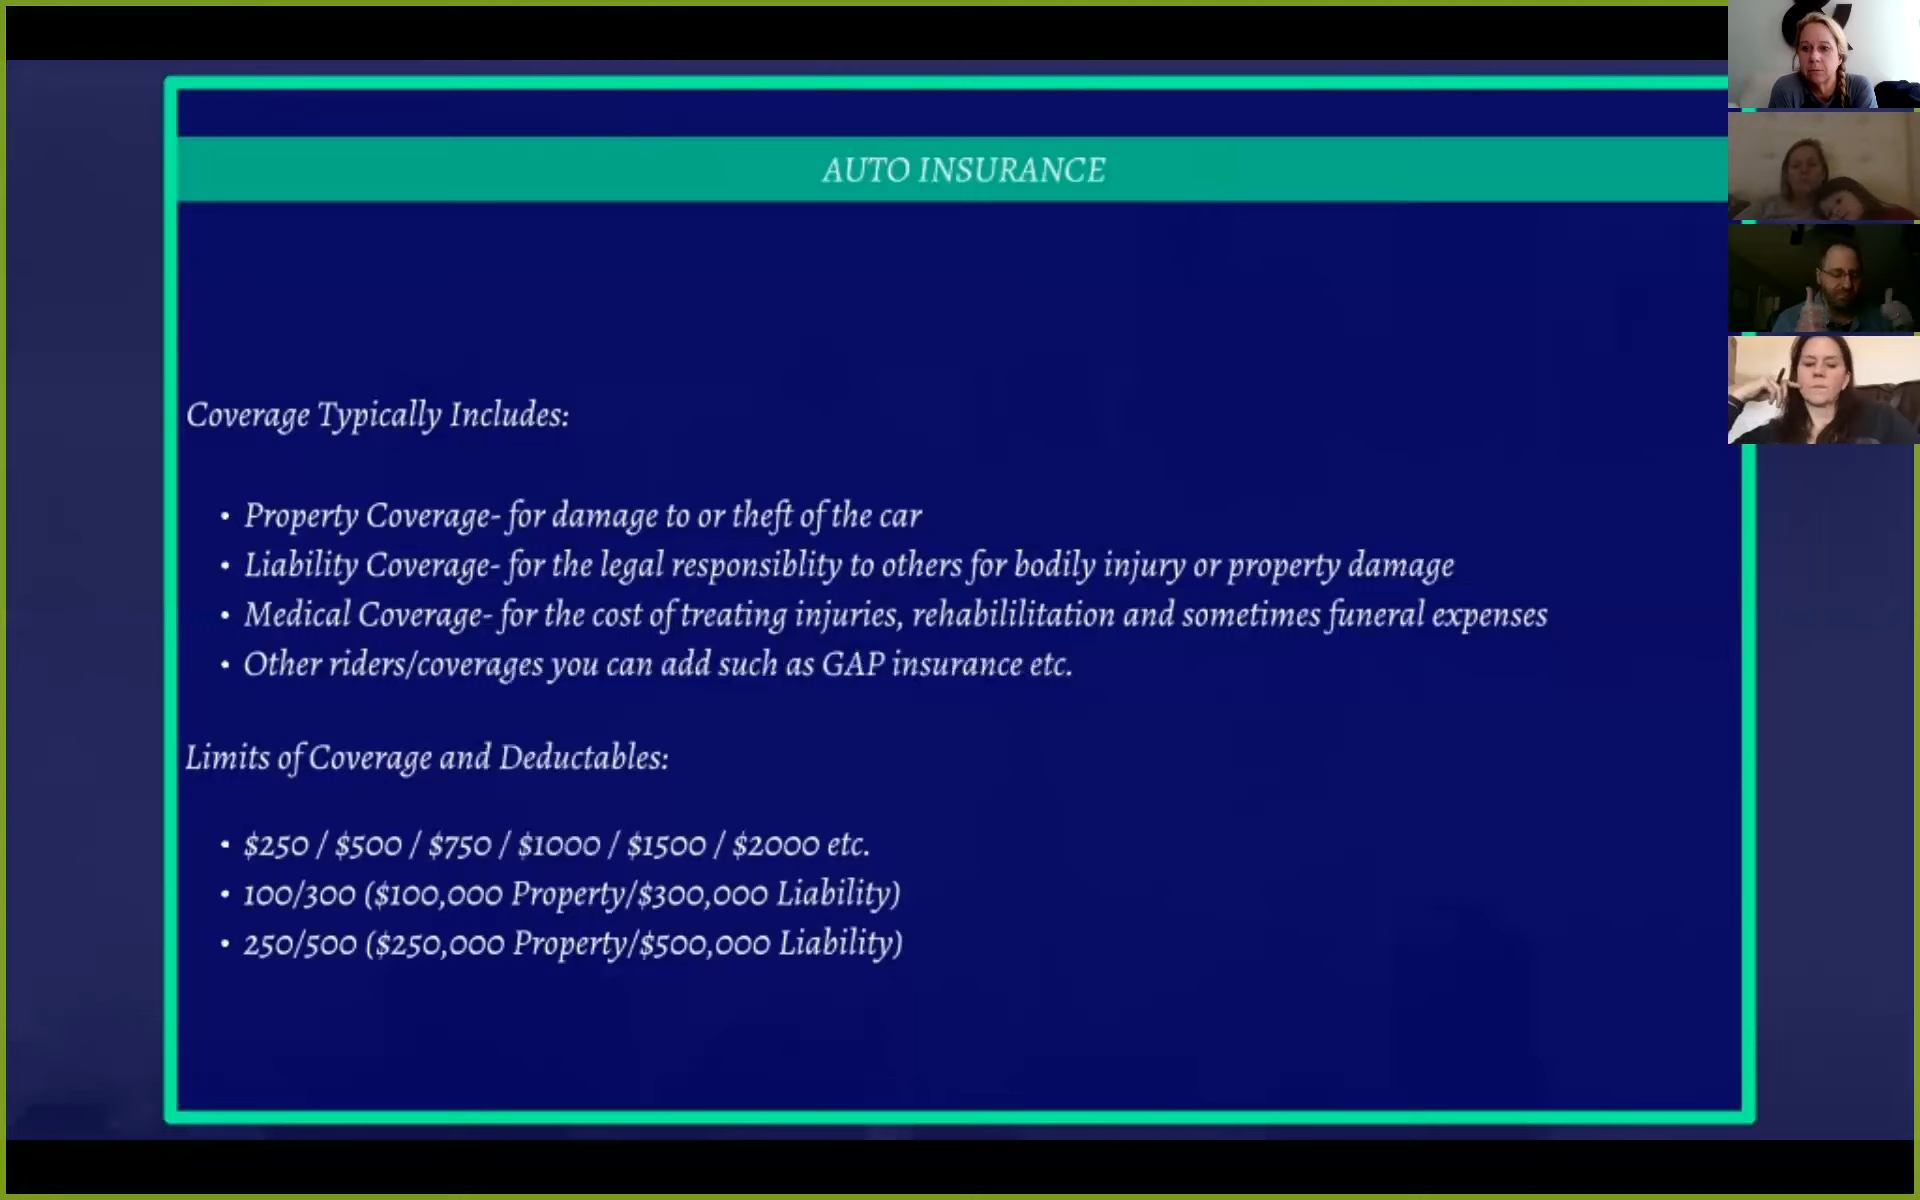 AUTO INSURANCE
Coverage Typically Includes:
• Property Coverage- for damage to or theft of the car
• Liability Coverage- for the legal responsiblity to others for bodily injury or property damage
• Medical Coverage- for the cost of treating injuries, rehabililitation and sometimes funeral expenses
• Other riders/coverages you can add such as GAP insurance etc.
Limits of Coverage and Deductables:
• $250 / $500 / $750 / $1000 / $1500 / $2000 etc.
• 100/300 ($100,000 Property/$300,000 Liability)
• 250/500 ($250,000 Property/$500,000 Liability)